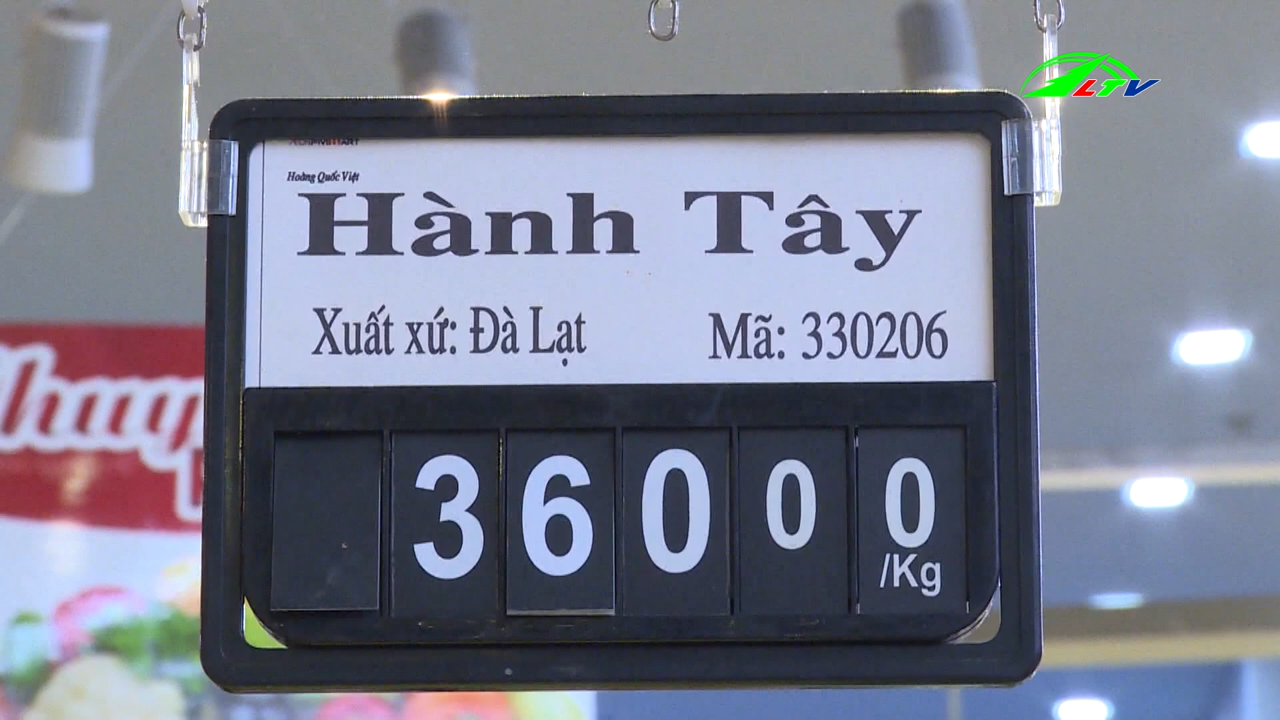 LTV
Hoàng Quốc Việt
Hành Tây
Xuất xứ: Đà Lạt
Mã: 330206
36000
/Kg